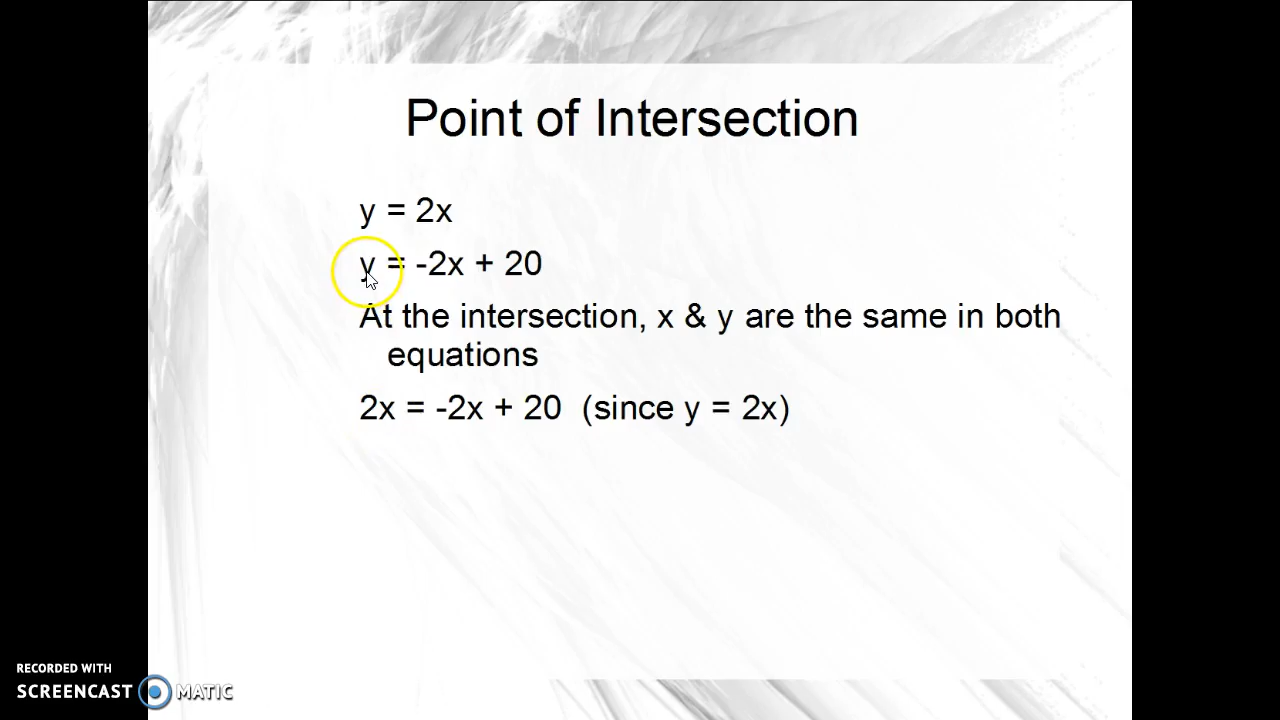 Point of Intersection
y = 2x
y = -2x + 20
At the intersection, x & y are the same in both
equations
2x = -2x + 20  (since y = 2x)
RECORDED WITH
SCREENCAST MATIC